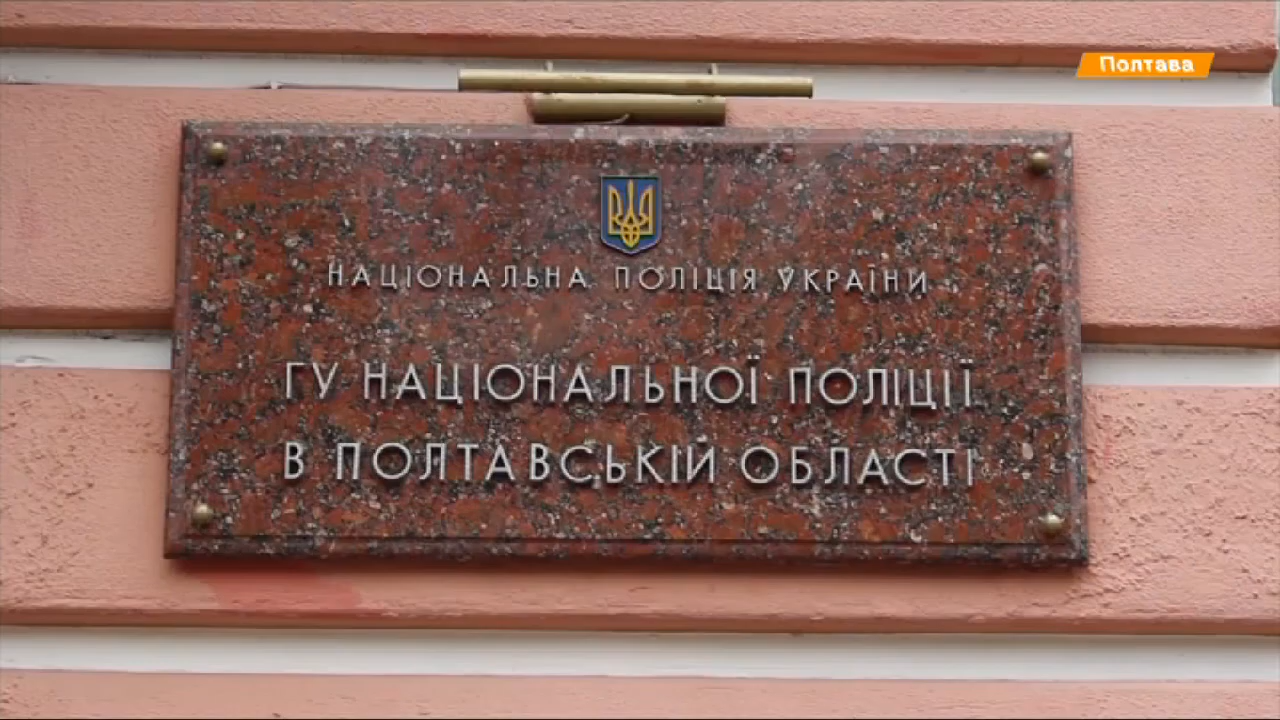 Полтава
НАЦІОНАЛЬНА ПОЛІЦІЯ УКРАЇНИ
ГУ НАЦІОНАЛЬНОЇ ПОЛІЦІЇ
В ПОЛТАВСЬКІЙ ОБЛАСТІ